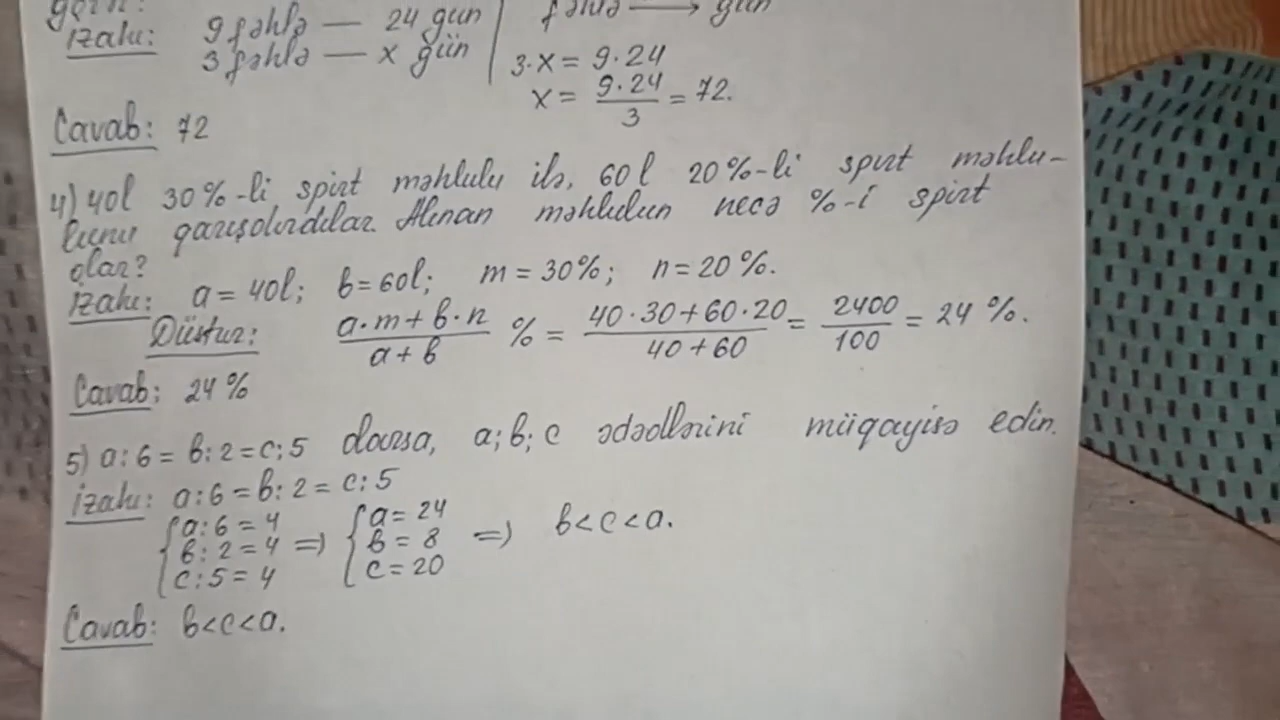 İzahı: 9 fəhlə — 24 gün | fəhlə ⟶ gün
3 fəhlə — x gün | 3·x = 9·24
x = 9·24/3 = 72.
Cavab: 72
4) 40l 30%-li spirt məhlulu ilə, 60l 20%-li spirt məhlu-
lunu qarışdırdılar. Alınan məhlulun neçə %-i spirt
olar?
İzahı: a = 40l; b = 60l; m = 30%; n = 20%.
Düstur: a·m+b·n/a+b % = 40·30+60·20/40+60 = 2400/100 = 24 %.
Cavab: 24%
5) a:6 = b:2 = c:5 olarsa, a; b; c ədədlərini müqayisə edin.
İzahı: a:6 = b:2 = c:5
{a:6 = 4 {a = 24
b:2 = 4 => b = 8 => b<c<a.
c:5 = 4 c = 20
Cavab: b<c<a.